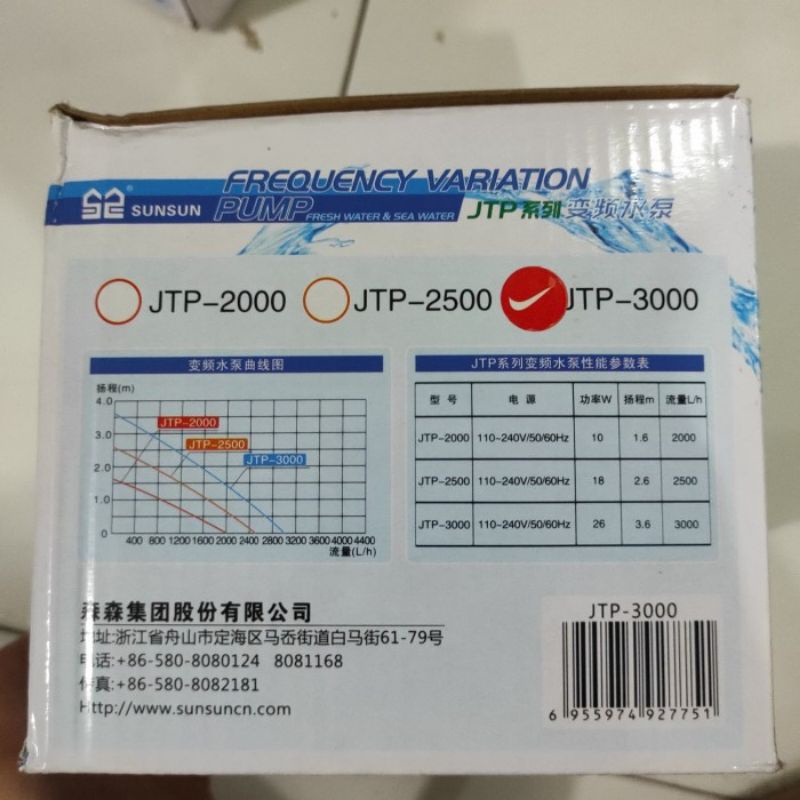 FREQUENCY VARIATION
SUNSUN PUMP FRESH WATER & SEA WATER JTP系列变频水泵
JTP-2000 JTP-2500 JTP-3000
变频水泵曲线图
扬程(m)
4.0
3.0
2.0
1.0
0
JTP-2000
JTP-2500
JTP-3000
400 800 1200 1600 2000 2400 2800 3200 3600 4000 4400
流量(L/h)
JTP系列变频水泵性能参数表
型号 电源 功率W 扬程m 流量L/h
JTP-2000 110~240V/50/60Hz 10 1.6 2000
JTP-2500 110~240V/50/60Hz 18 2.6 2500
JTP-3000 110~240V/50/60Hz 26 3.6 3000
森森集团股份有限公司
地址:浙江省舟山市定海区马岙街道白马街61-79号
电话:+86-580-8080124 8081168
传真:+86-580-8082181
Http://www.sunsuncn.com
JTP-3000
6 955974 927751